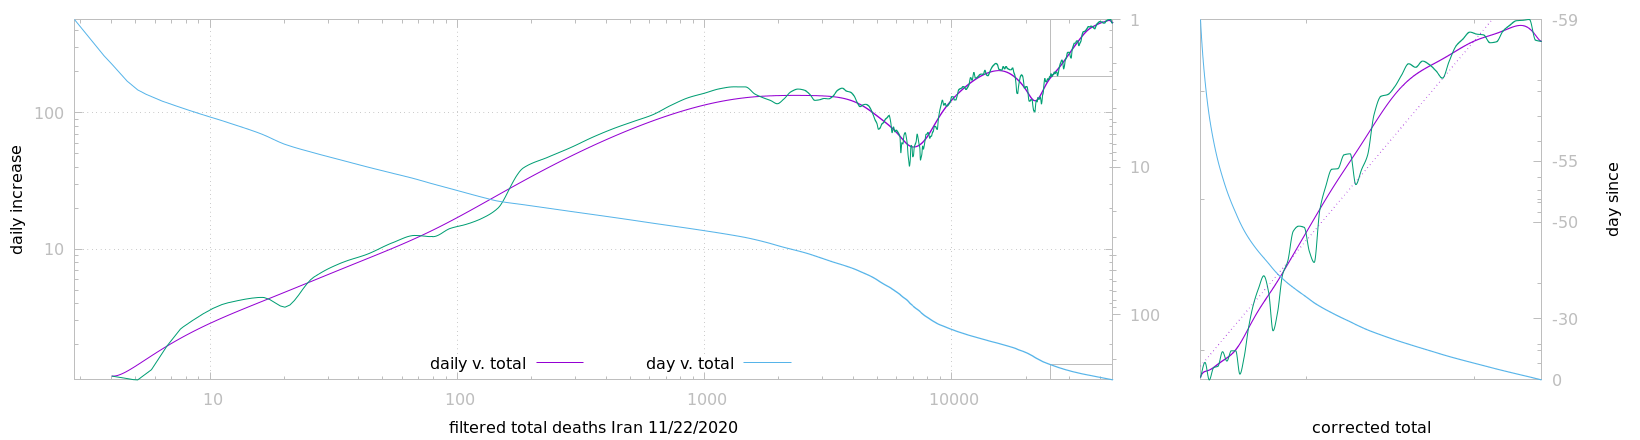 daily increase
100
10
10
100
1000
10000
1
10
100
daily v. total
day v. total
filtered total deaths Iran 11/22/2020
-59
-55
-50
-30
0
day since
corrected total